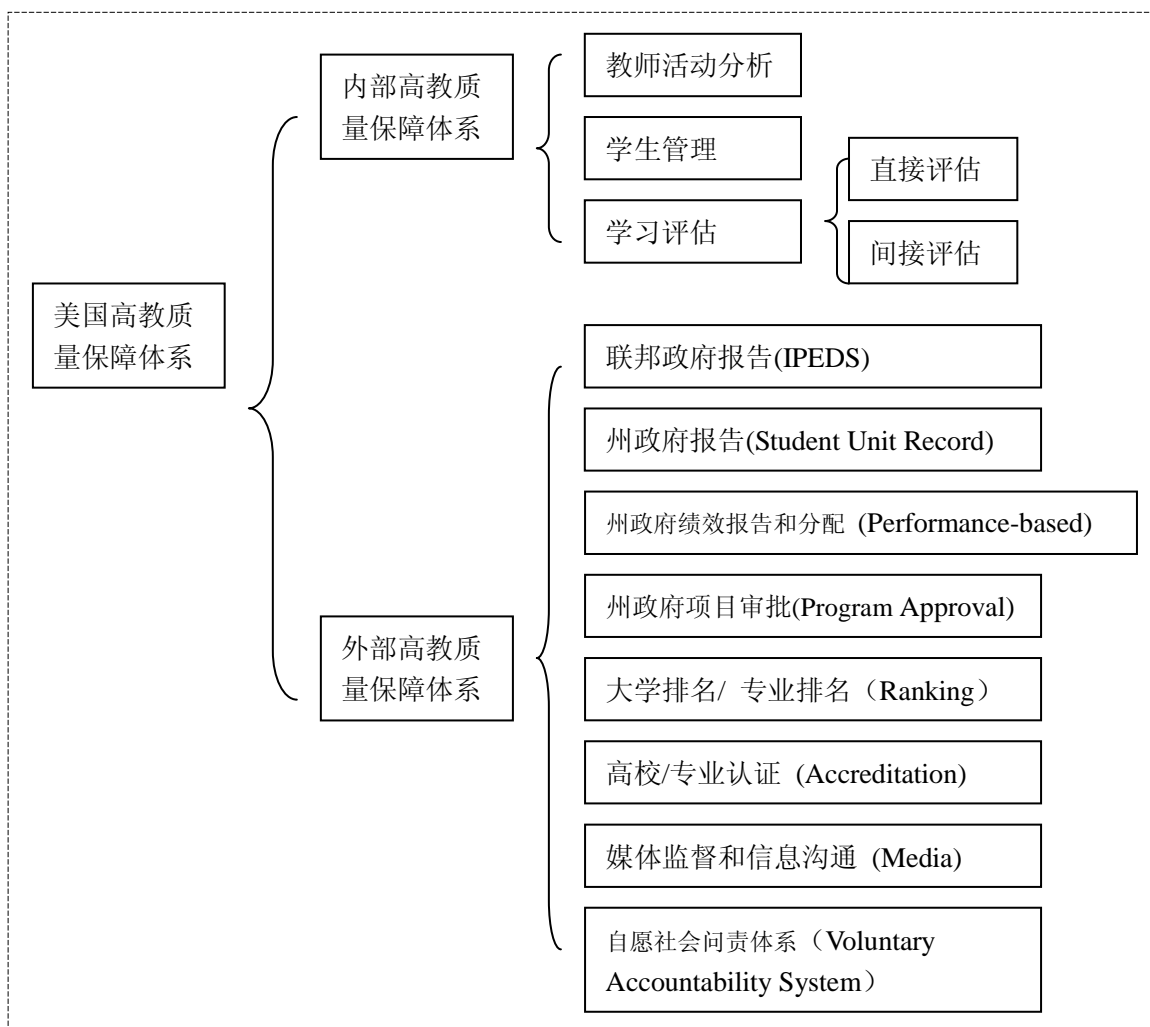 美国高教质
量保障体系
内部高教质
量保障体系
教师活动分析
学生管理
学习评估
直接评估
间接评估
外部高教质
量保障体系
联邦政府报告(IPEDS)
州政府报告(Student Unit Record)
州政府绩效报告和分配 (Performance-based)
州政府项目审批(Program Approval)
大学排名/ 专业排名（Ranking）
高校/专业认证 (Accreditation)
媒体监督和信息沟通 (Media)
自愿社会问责体系（Voluntary
Accountability System）